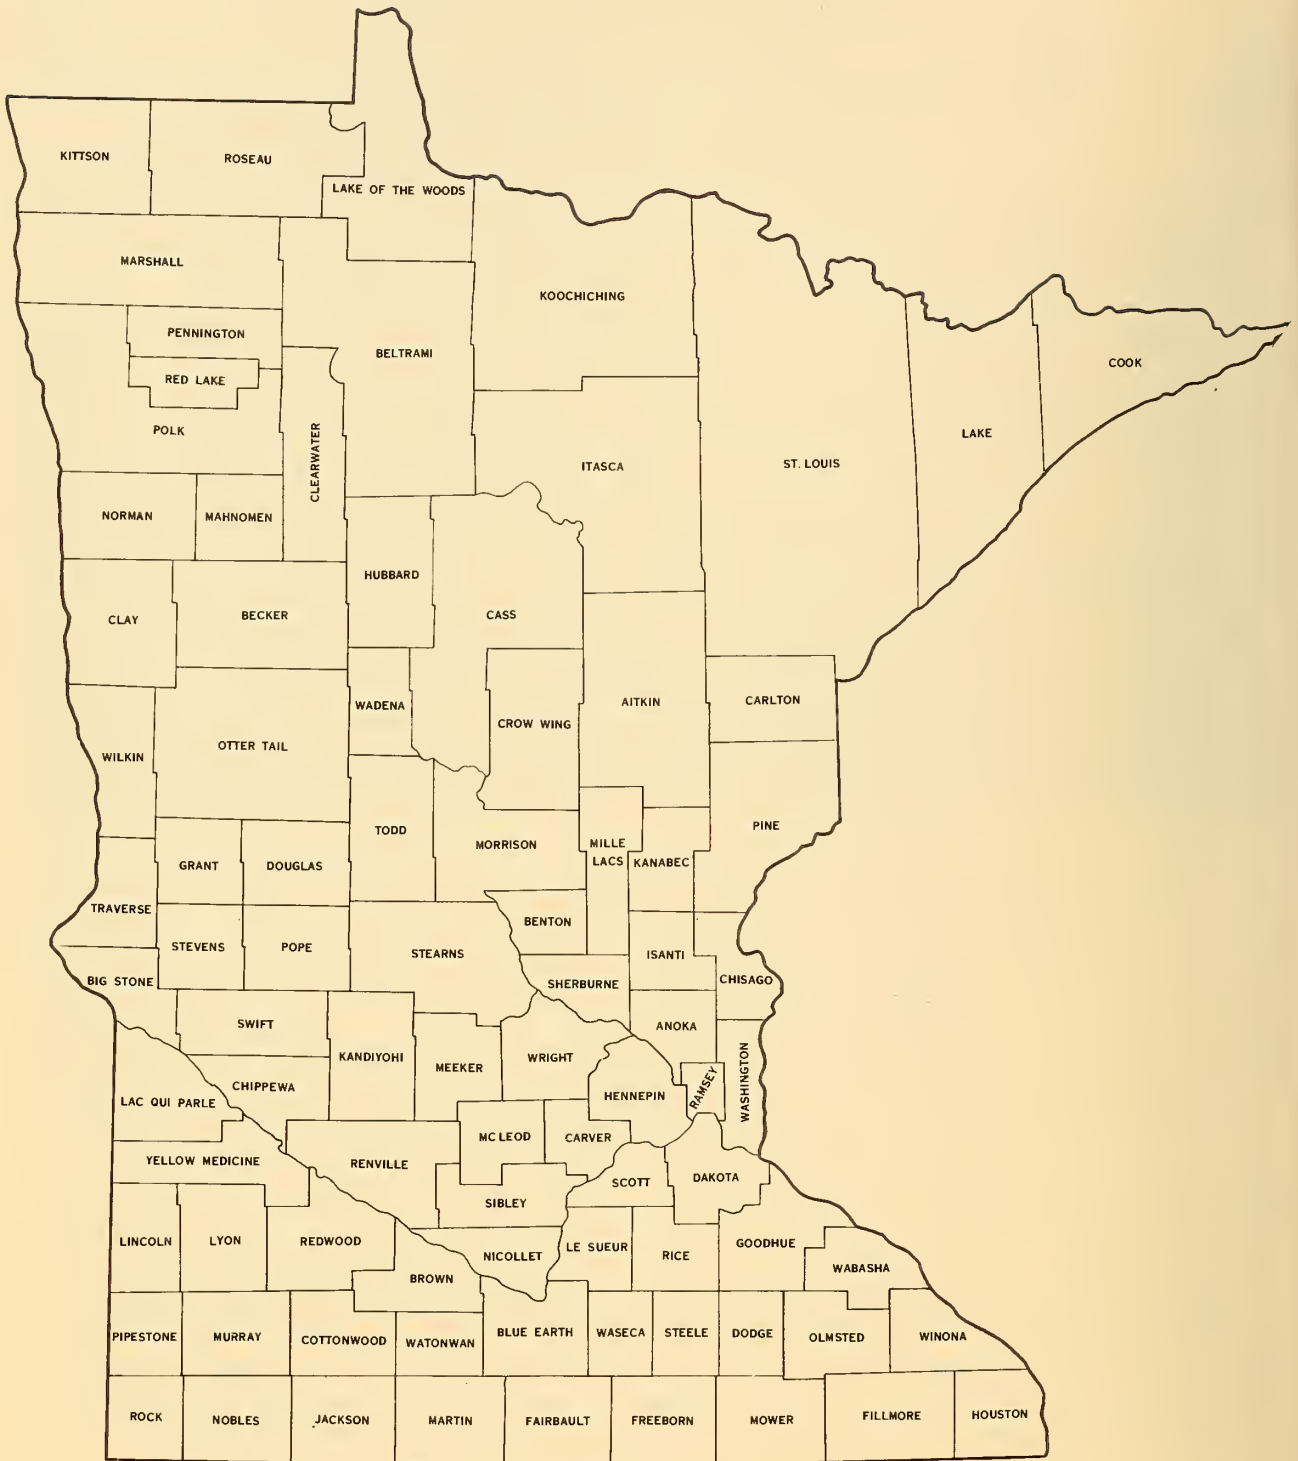 KITTSON
ROSEAU
LAKE OF THE WOODS
MARSHALL
KOOCHICHING
PENNINGTON
BELTRAMI
COOK
RED LAKE
POLK
LAKE
CLEARWATER
ITASCA
ST. LOUIS
NORMAN
MAHNOMEN
HUBBARD
CLAY
BECKER
CASS
WADENA
AITKIN
CARLTON
CROW WING
OTTER TAIL
WILKIN
TODD
MORRISON
MILLE
LACS
KANABEC
PINE
GRANT
DOUGLAS
TRAVERSE
BENTON
STEVENS
POPE
STEARNS
ISANTI
BIG STONE
SHERBURNE
CHISAGO
SWIFT
ANOKA
KANDIYOHI
WRIGHT
MEEKER
WASHINGTON
CHIPPEWA
RAMSEY
HENNEPIN
LAC QUI PARLE
MC LEOD
CARVER
YELLOW MEDICINE
RENVILLE
SCOTT
DAKOTA
SIBLEY
LINCOLN
LYON
REDWOOD
NICOLLET
LE SUEUR
RICE
GOODHUE
WABASHA
BROWN
PIPESTONE
MURRAY
COTTONWOOD
WATONWAN
BLUE EARTH
WASECA
STEELE
DODGE
OLMSTED
WINONA
ROCK
NOBLES
JACKSON
MARTIN
FAIRBAULT
FREEBORN
MOWER
FILLMORE
HOUSTON